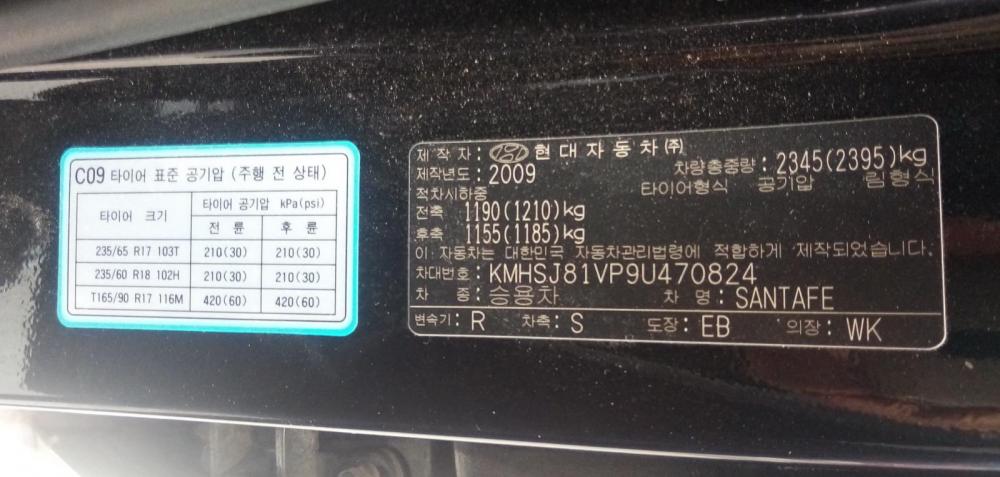 C09 타이어 표준 공기압 (주행 전 상태)
타이어 크기 타이어 공기압 kPa(psi)
전 륜 후 륜
235/65 R17 103T 210(30) 210(30)
235/60 R18 102H 210(30) 210(30)
T165/90 R17 116M 420(60) 420(60)
제 작 자 : 현대자동차(주)
제작년도: 2009 차량총중량: 2345(2395)kg
적차시하중 타이어형식 공기압 림형식
전축 1190(1210)kg
후축 1155(1185)kg
이 자동차는 대한민국 자동차관리법령에 적합하게 제작되었습니다.
차대번호: KMHSJ81VP9U470824
차 종: 승용차 차 명: SANTAFE
변속기: R 차축: S 도장: EB 의장: WK